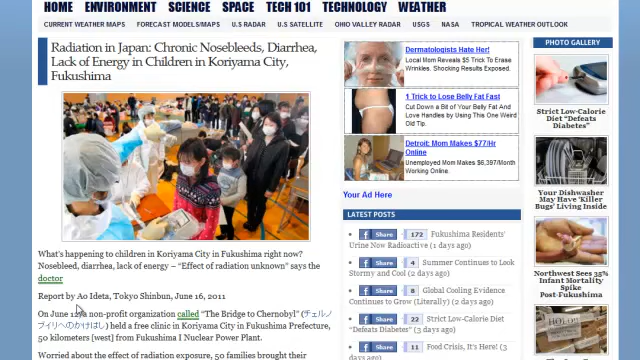 HOME ENVIRONMENT SCIENCE SPACE TECH 101 TECHNOLOGY WEATHER
CURRENT WEATHER MAPS FORECAST MODELS/MAPS U.S RADAR U.S SATELLITE OHIO VALLEY RADAR USGS NASA TROPICAL WEATHER OUTLOOK
Radiation in Japan: Chronic Nosebleeds, Diarrhea,
Lack of Energy in Children in Koriyama City,
Fukushima
What's happening to children in Koriyama City in Fukushima right now?
Nosebleed, diarrhea, lack of energy – "Effect of radiation unknown" says the
doctor
Report by Ao Ideta, Tokyo Shinbun, June 16, 2011
On June 12, a non-profit organization called "The Bridge to Chernobyl" (チェルノ
ブイリへのかけはし) held a free clinic in Koriyama City in Fukushima Prefecture,
50 kilometers [west] from Fukushima I Nuclear Power Plant.
Worried about the effect of radiation exposure, 50 families brought their
Dermatologists Hate Her!
Local Mom Reveals $5 Trick To Erase
Wrinkles. Shocking Results Exposed.
1 Trick to Lose Belly Fat Fast
Cut Down a Bit of Your Belly Fat and
Love Handles by Using This One Weird
Old Tip.
Detroit: Mom Makes $77/Hr
Online
Unemployed Mom Makes $6,397/Month
Working Online.
Your Ad Here
LATEST POSTS
Share 172 Fukushima Residents'
Urine Now Radioactive (1 days ago)
Share 4 Summer Continues to Look
Stormy and Cool (2 days ago)
Share 8 Global Cooling Evidence
Continues to Grow (Literally) (2 days ago)
Share 22 Strict Low-Calorie Diet
"Defeats Diabetes" (3 days ago)
Share 11 Food Crisis, It's Here! (3
PHOTO GALLERY
Strict Low-Calorie
Diet "Defeats
Diabetes"
Your Dishwasher
May Have 'Killer
Bugs' Living Inside
Northwest Sees 35%
Infant Mortality
Spike
Post-Fukushima